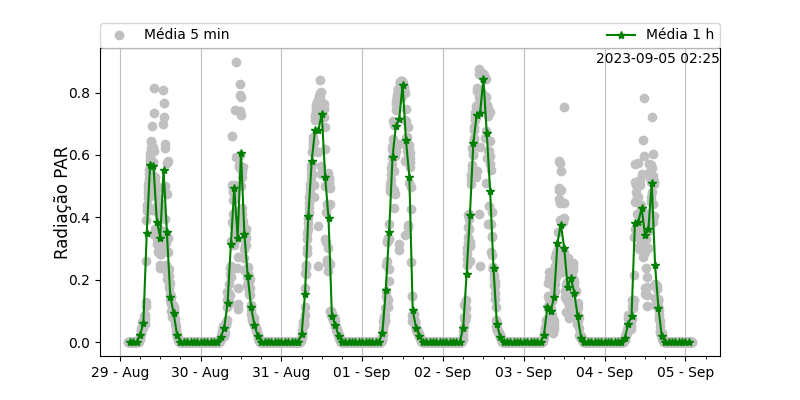 Média 5 min
Média 1 h
2023-09-05 02:25
Radiação PAR
0.8
0.6
0.4
0.2
0.0
29 - Aug
30 - Aug
31 - Aug
01 - Sep
02 - Sep
03 - Sep
04 - Sep
05 - Sep